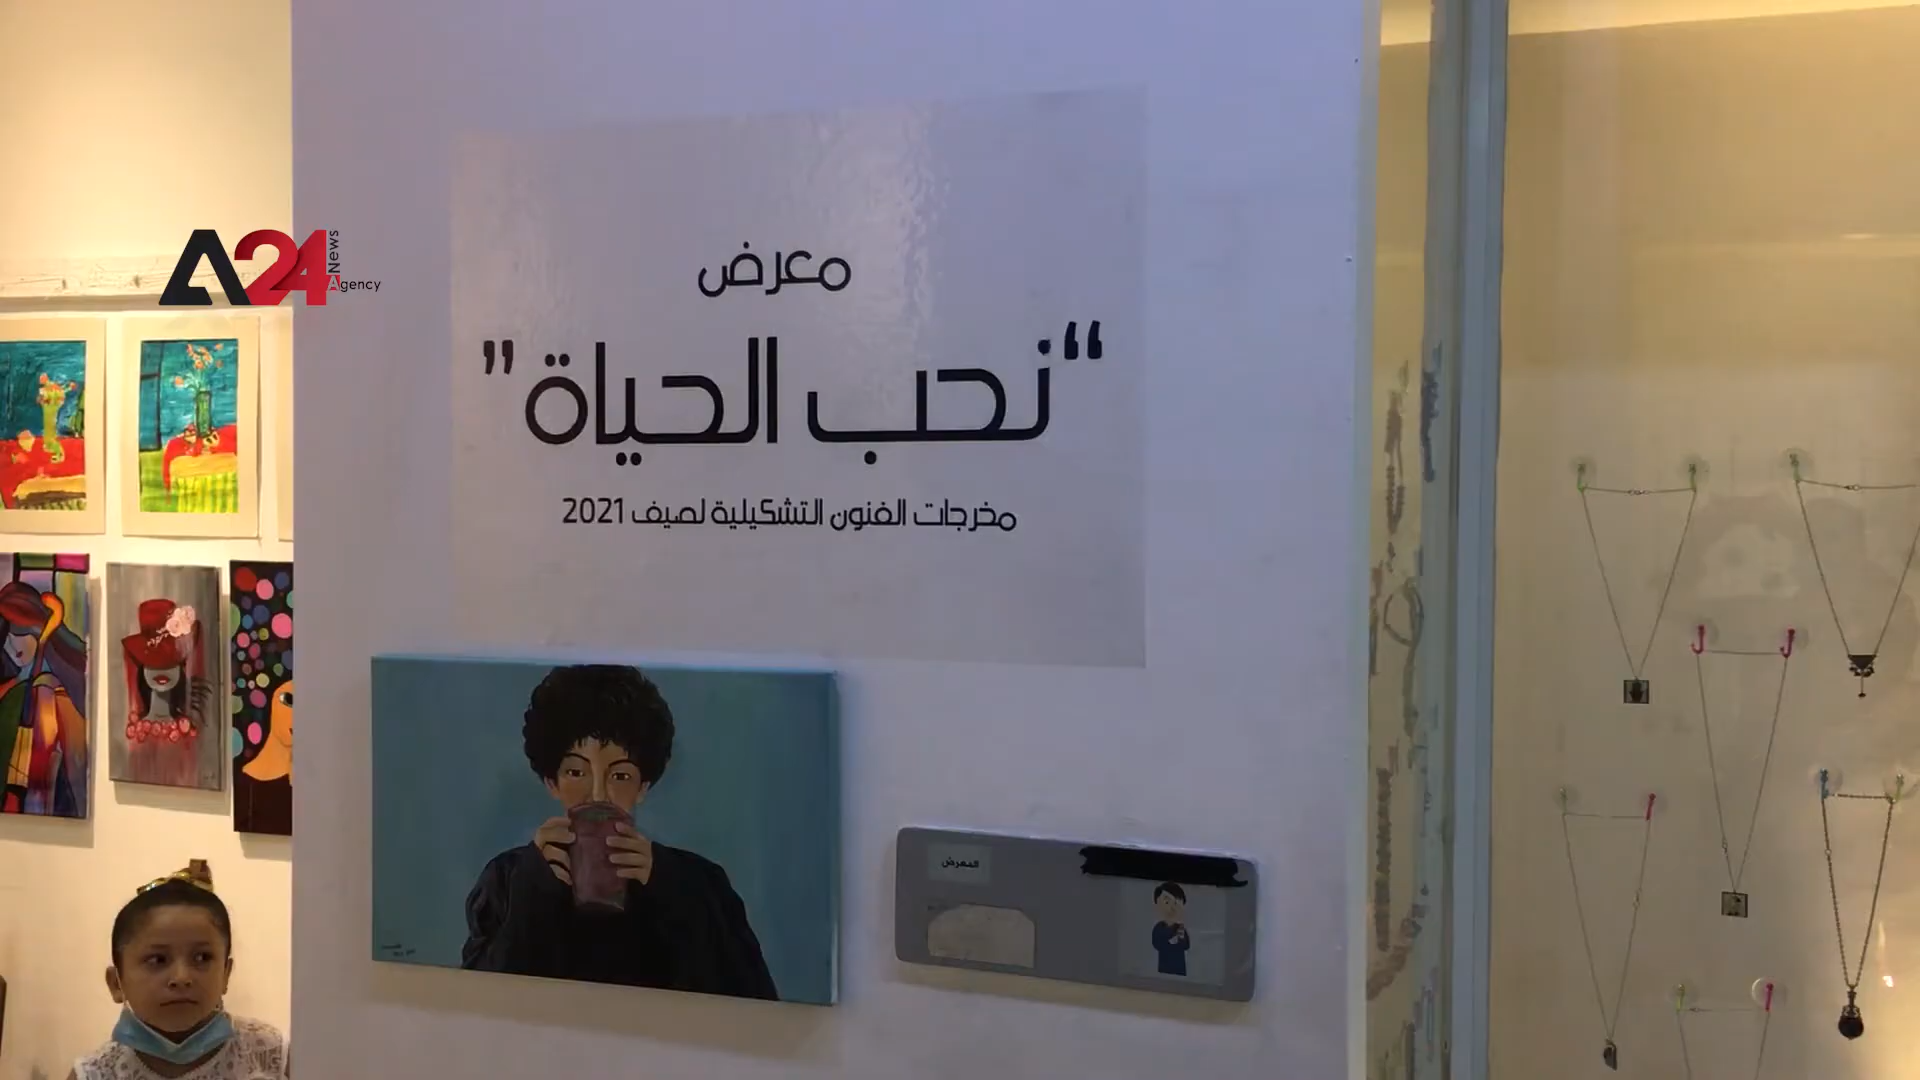 A24 News Agency
معرض
“نحب الحياة”
مخرجات الفنون التشكيلية لصيف 2021
المعرض